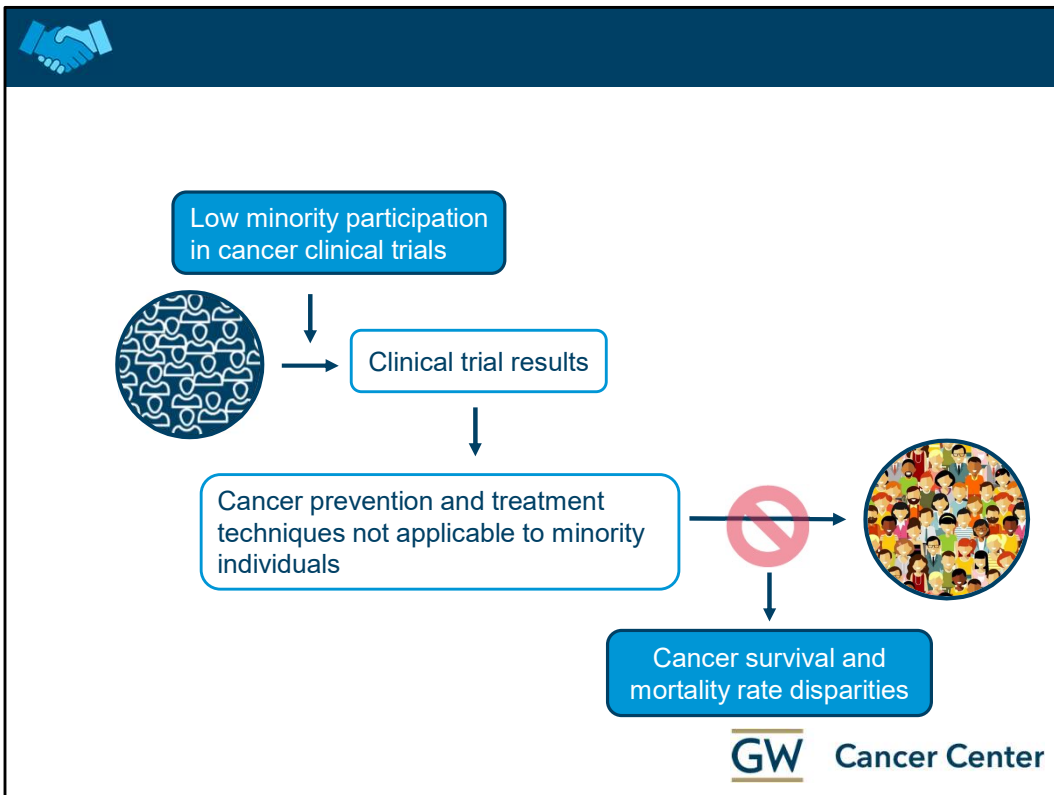 Low minority participation
in cancer clinical trials
Clinical trial results
Cancer prevention and treatment
techniques not applicable to minority
individuals
Cancer survival and
mortality rate disparities
GW Cancer Center